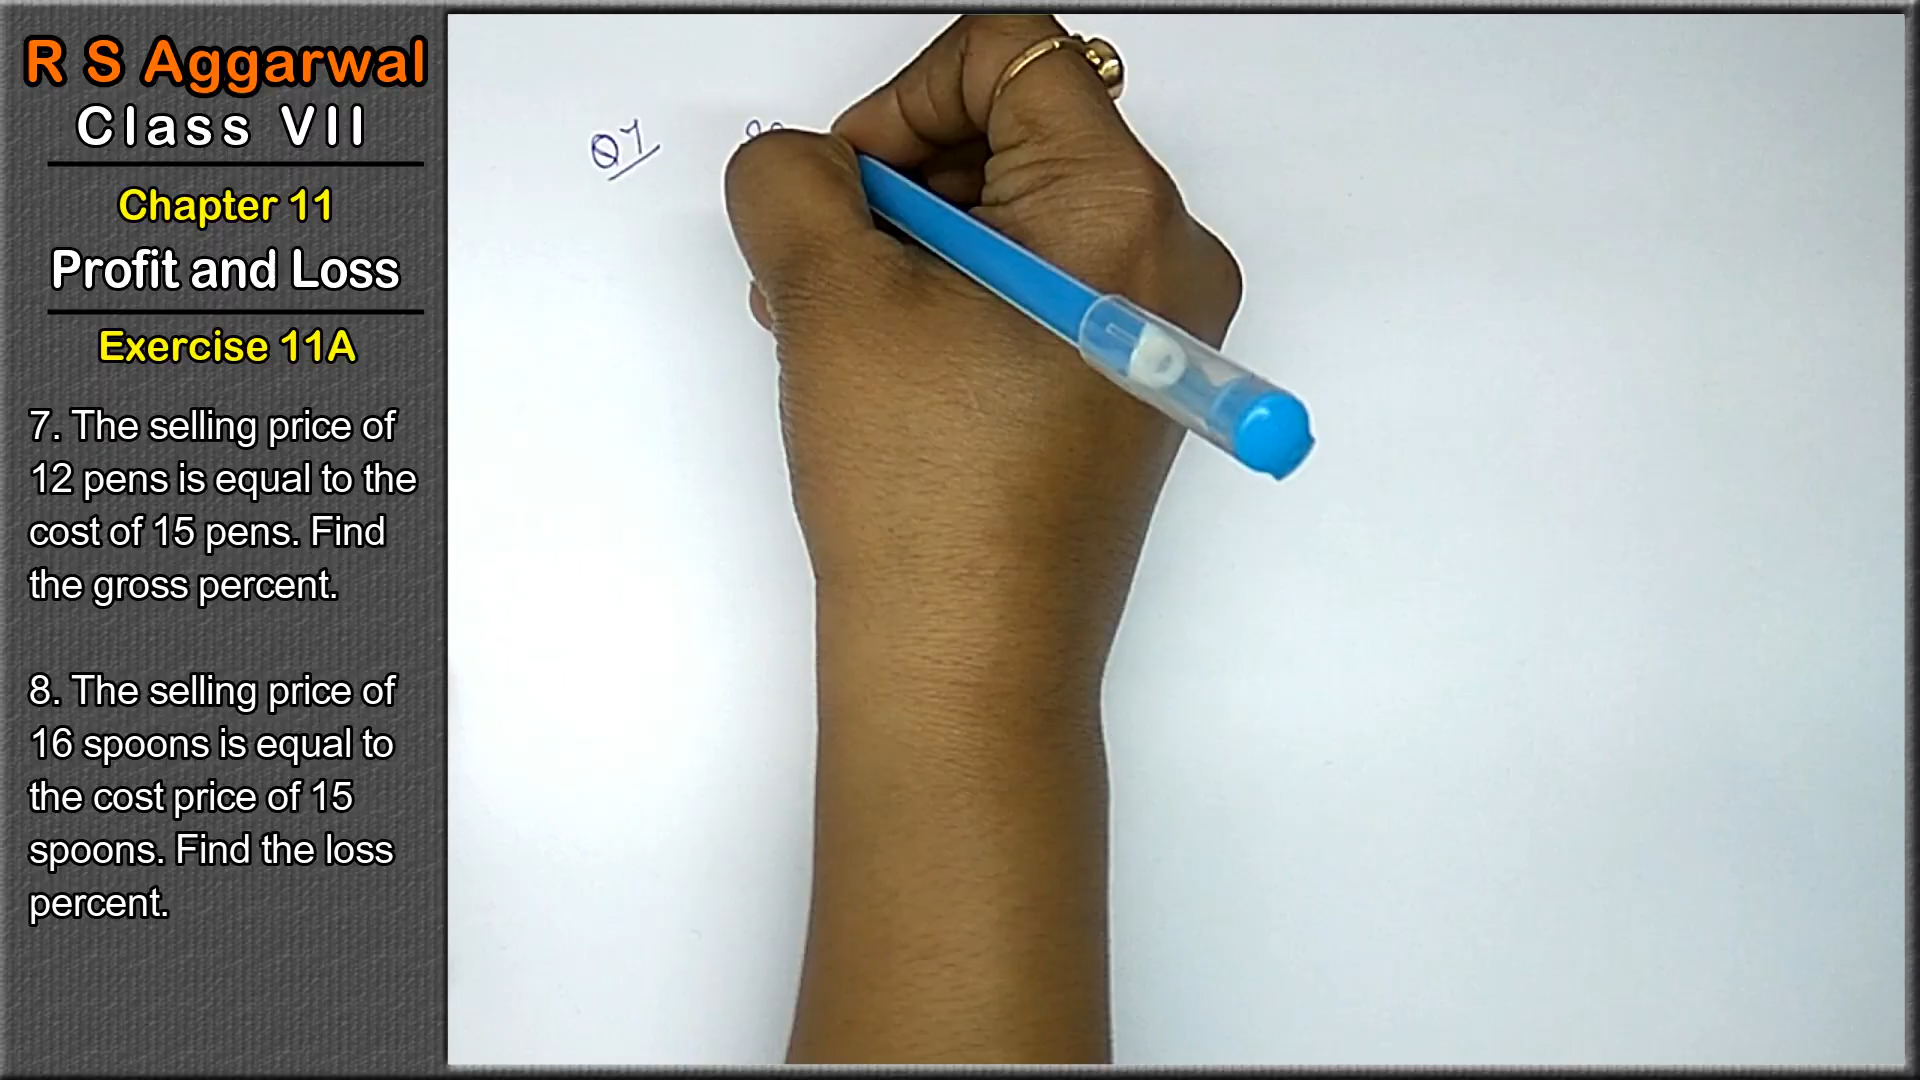 R S Aggarwal
Class VII
Chapter 11
Profit and Loss
Exercise 11A
7. The selling price of
12 pens is equal to the
cost of 15 pens. Find
the gross percent.
8. The selling price of
16 spoons is equal to
the cost price of 15
spoons. Find the loss
percent.
Q7